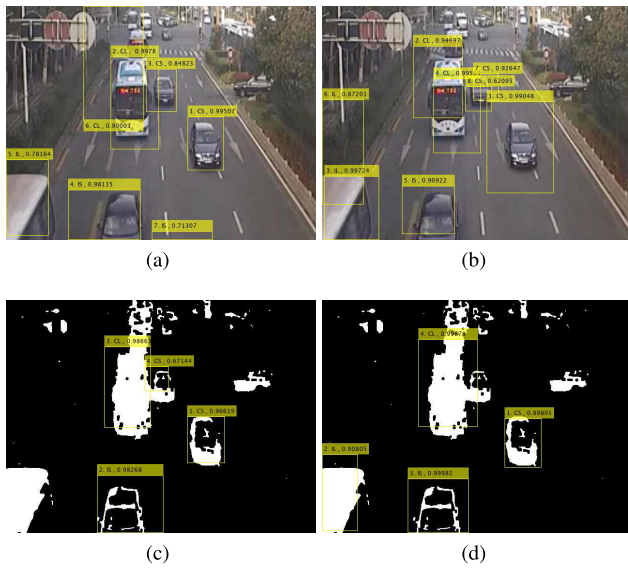 2. CL , 0.9978
3. CS , 0.84823
1. CS , 0.99507
6. CL , 0.90003
5. IL , 0.78164
4. IS , 0.98115
7. IS , 0.71307
(a)
2. CL , 0.94697
7. CS , 0.92647
4. CL , 0.995
8. CS , 0.62095
6. IL , 0.87201
1. CS , 0.99048
3. IL , 0.99724
5. IS , 0.90922
(b)
3. CL , 0.98663
4. CS , 0.67144
1. CS , 0.96619
2. IS , 0.98268
(c)
4. CL , 0.99878
1. CS , 0.99805
2. IL , 0.90805
3. IS , 0.99982
(d)